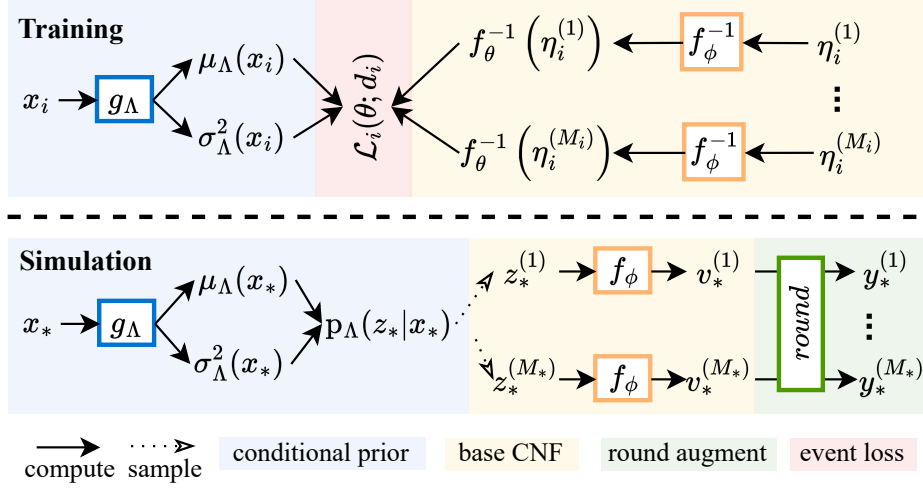 Training
x_i g_Λ μ_Λ(x_i) σ²_Λ(x_i) 𝓛_i(θ; d_i) f_θ^{-1}(η_i^{(1)}) f_ϕ^{-1} η_i^{(1)}
⋮
f_θ^{-1}(η_i^{(M_i)}) f_ϕ^{-1} η_i^{(M_i)}
Simulation
x_* g_Λ μ_Λ(x_*) σ²_Λ(x_*) p_Λ(z_*|x_*)
z_*^{(1)} f_ϕ v_*^{(1)} round y_*^{(1)}
⋮
z_*^{(M_*)} f_ϕ v_*^{(M_*)} y_*^{(M_*)}
compute sample conditional prior base CNF round augment event loss